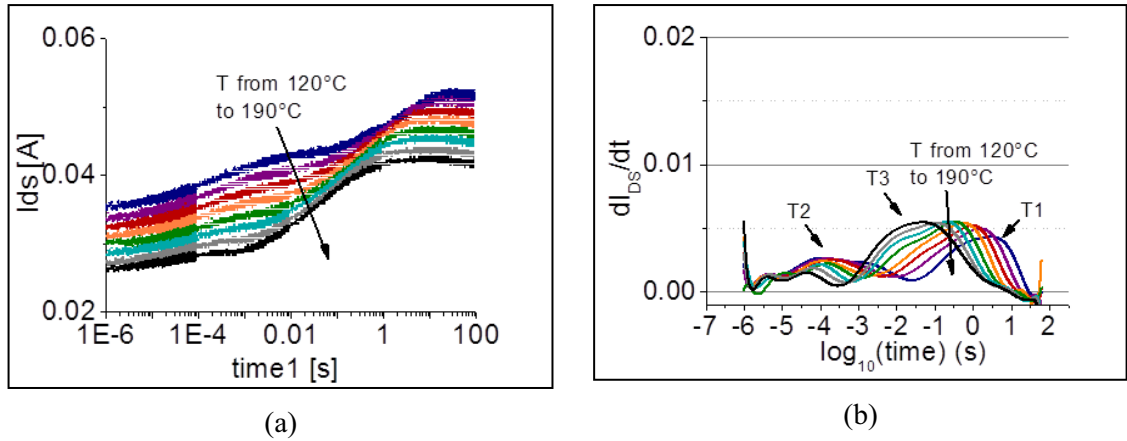 0.06
0.04
0.02
Ids [A]
T from 120°C
to 190°C
1E-6 1E-4 0.01 1 100
time1 [s]
(a)
0.02
0.01
0.00
dI_DS/dt
T from 120°C
to 190°C
T3
T2
T1
-7 -6 -5 -4 -3 -2 -1 0 1 2
log_10(time) (s)
(b)